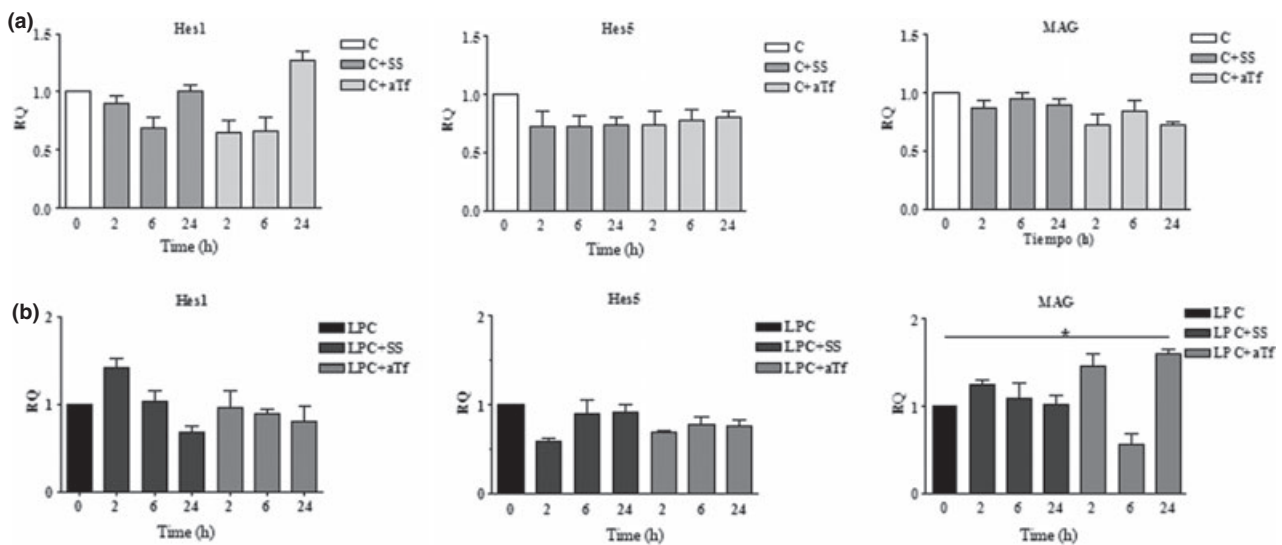 (a)
Hes1
1.5
1.0
0.5
0.0
RQ
C
C+SS
C+aTf
0 2 6 24 2 6 24
Time (h)
Hes5
1.5
1.0
0.5
0.0
RQ
C
C+SS
C+aTf
0 2 6 24 2 6 24
Time (h)
MAG
1.5
1.0
0.5
0.0
RQ
C
C+SS
C+aTf
0 2 6 24 2 6 24
Tiempo (h)
(b)
Hes1
2
1
0
RQ
LPC
LPC+SS
LPC+aTf
0 2 6 24 2 6 24
Time (h)
Hes5
2
1
0
RQ
LPC
LPC+SS
LPC+aTf
0 2 6 24 2 6 24
Time (h)
MAG
2
1
0
RQ
*
LPC
LPC+SS
LPC+aTf
0 2 6 24 2 6 24
Time (h)